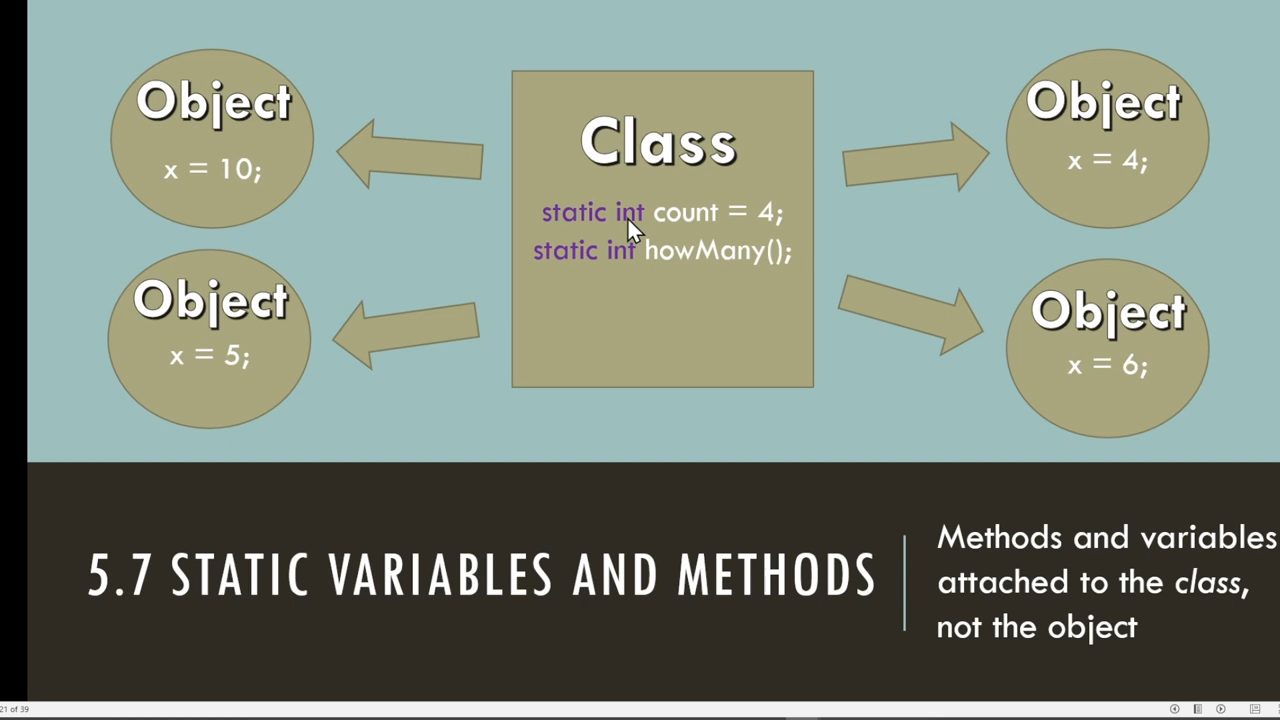 Object
x = 10;
Class
static int count = 4;
static int howMany();
Object
x = 4;
Object
x = 5;
Object
x = 6;
5.7 STATIC VARIABLES AND METHODS
Methods and variables
attached to the class,
not the object
21 of 39